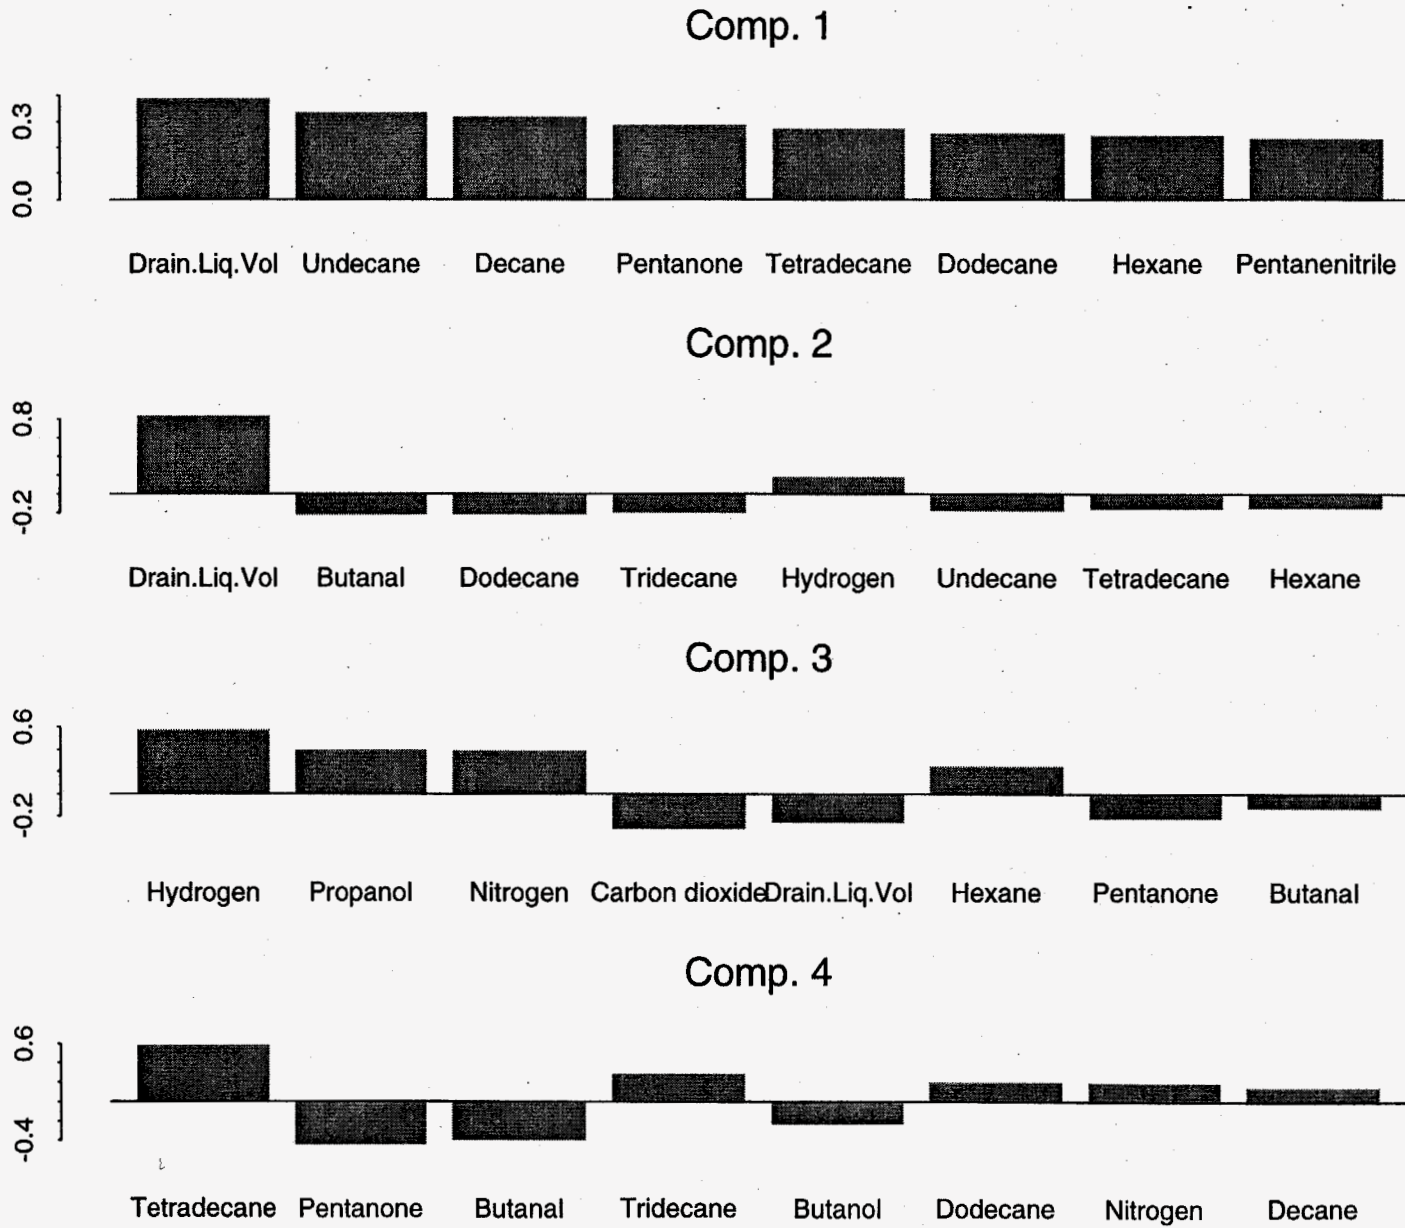 Comp. 1
0.3
0.0
Drain.Liq.Vol Undecane Decane Pentanone Tetradecane Dodecane Hexane Pentanenitrile
Comp. 2
0.8
-0.2
Drain.Liq.Vol Butanal Dodecane Tridecane Hydrogen Undecane Tetradecane Hexane
Comp. 3
0.6
-0.2
Hydrogen Propanol Nitrogen Carbon dioxide Drain.Liq.Vol Hexane Pentanone Butanal
Comp. 4
0.6
-0.4
Tetradecane Pentanone Butanal Tridecane Butanol Dodecane Nitrogen Decane